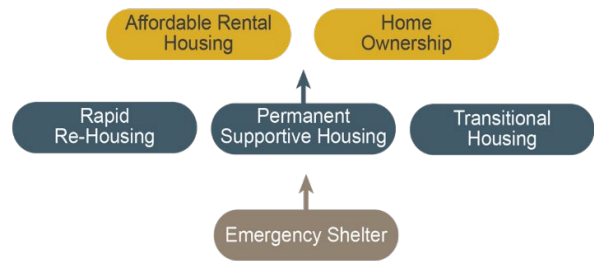 Affordable Rental
Housing
Home
Ownership
Rapid
Re-Housing
Permanent
Supportive Housing
Transitional
Housing
Emergency Shelter